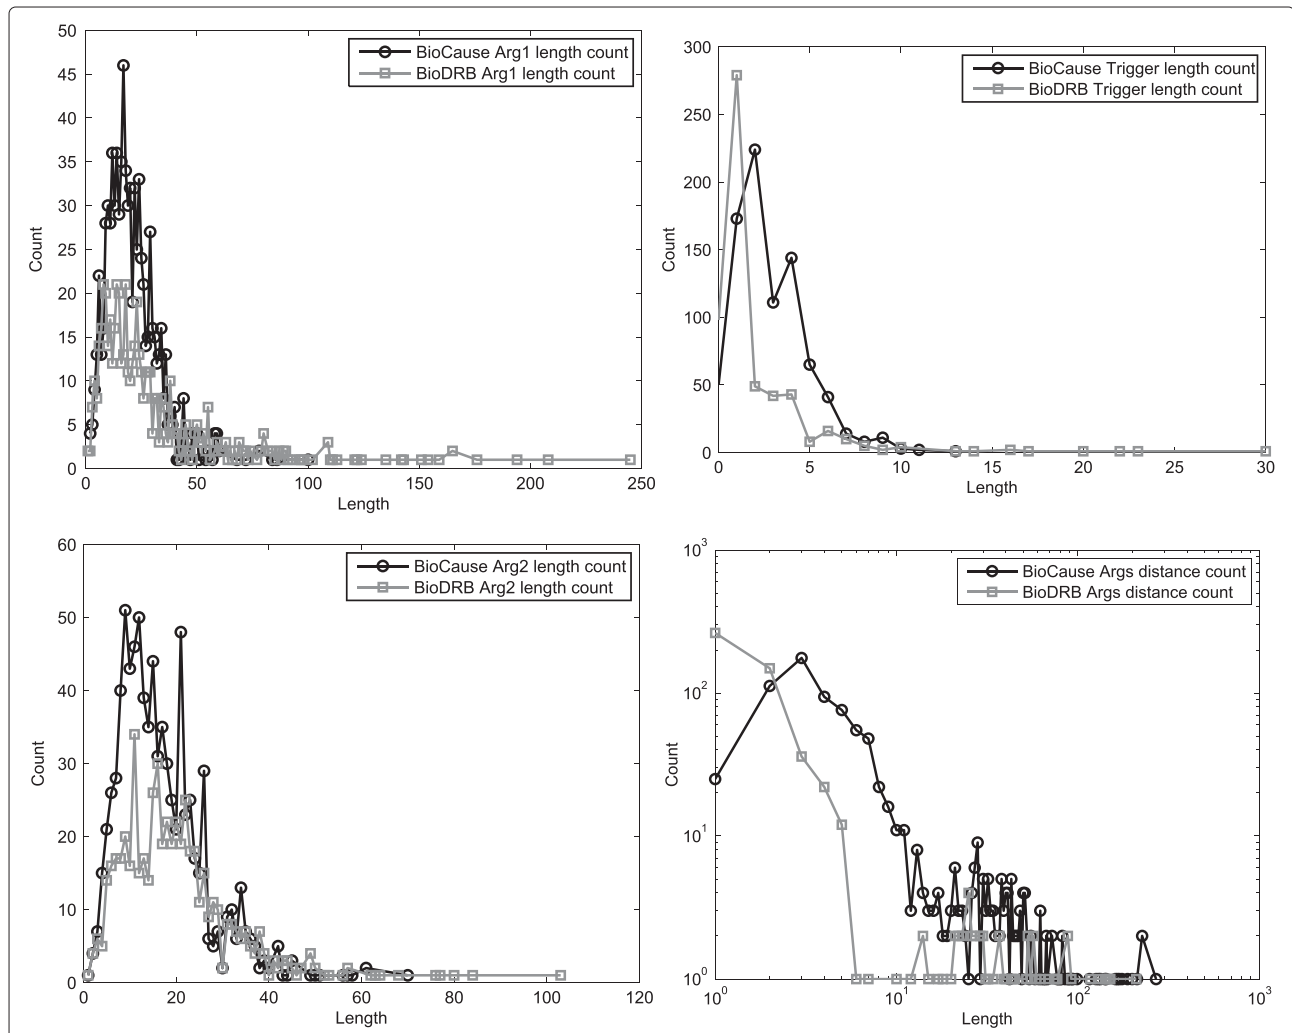 50
45
40
35
30
25
20
15
10
5
0
Count
BioCause Arg1 length count
BioDRB Arg1 length count
0 50 100 150 200 250
Length
300
250
200
150
100
50
0
Count
BioCause Trigger length count
BioDRB Trigger length count
0 5 10 15 20 25 30
Length
60
50
40
30
20
10
0
Count
BioCause Arg2 length count
BioDRB Arg2 length count
0 20 40 60 80 100 120
Length
10³
10²
10¹
10⁰
Count
BioCause Args distance count
BioDRB Args distance count
10⁰ 10¹ 10² 10³
Length